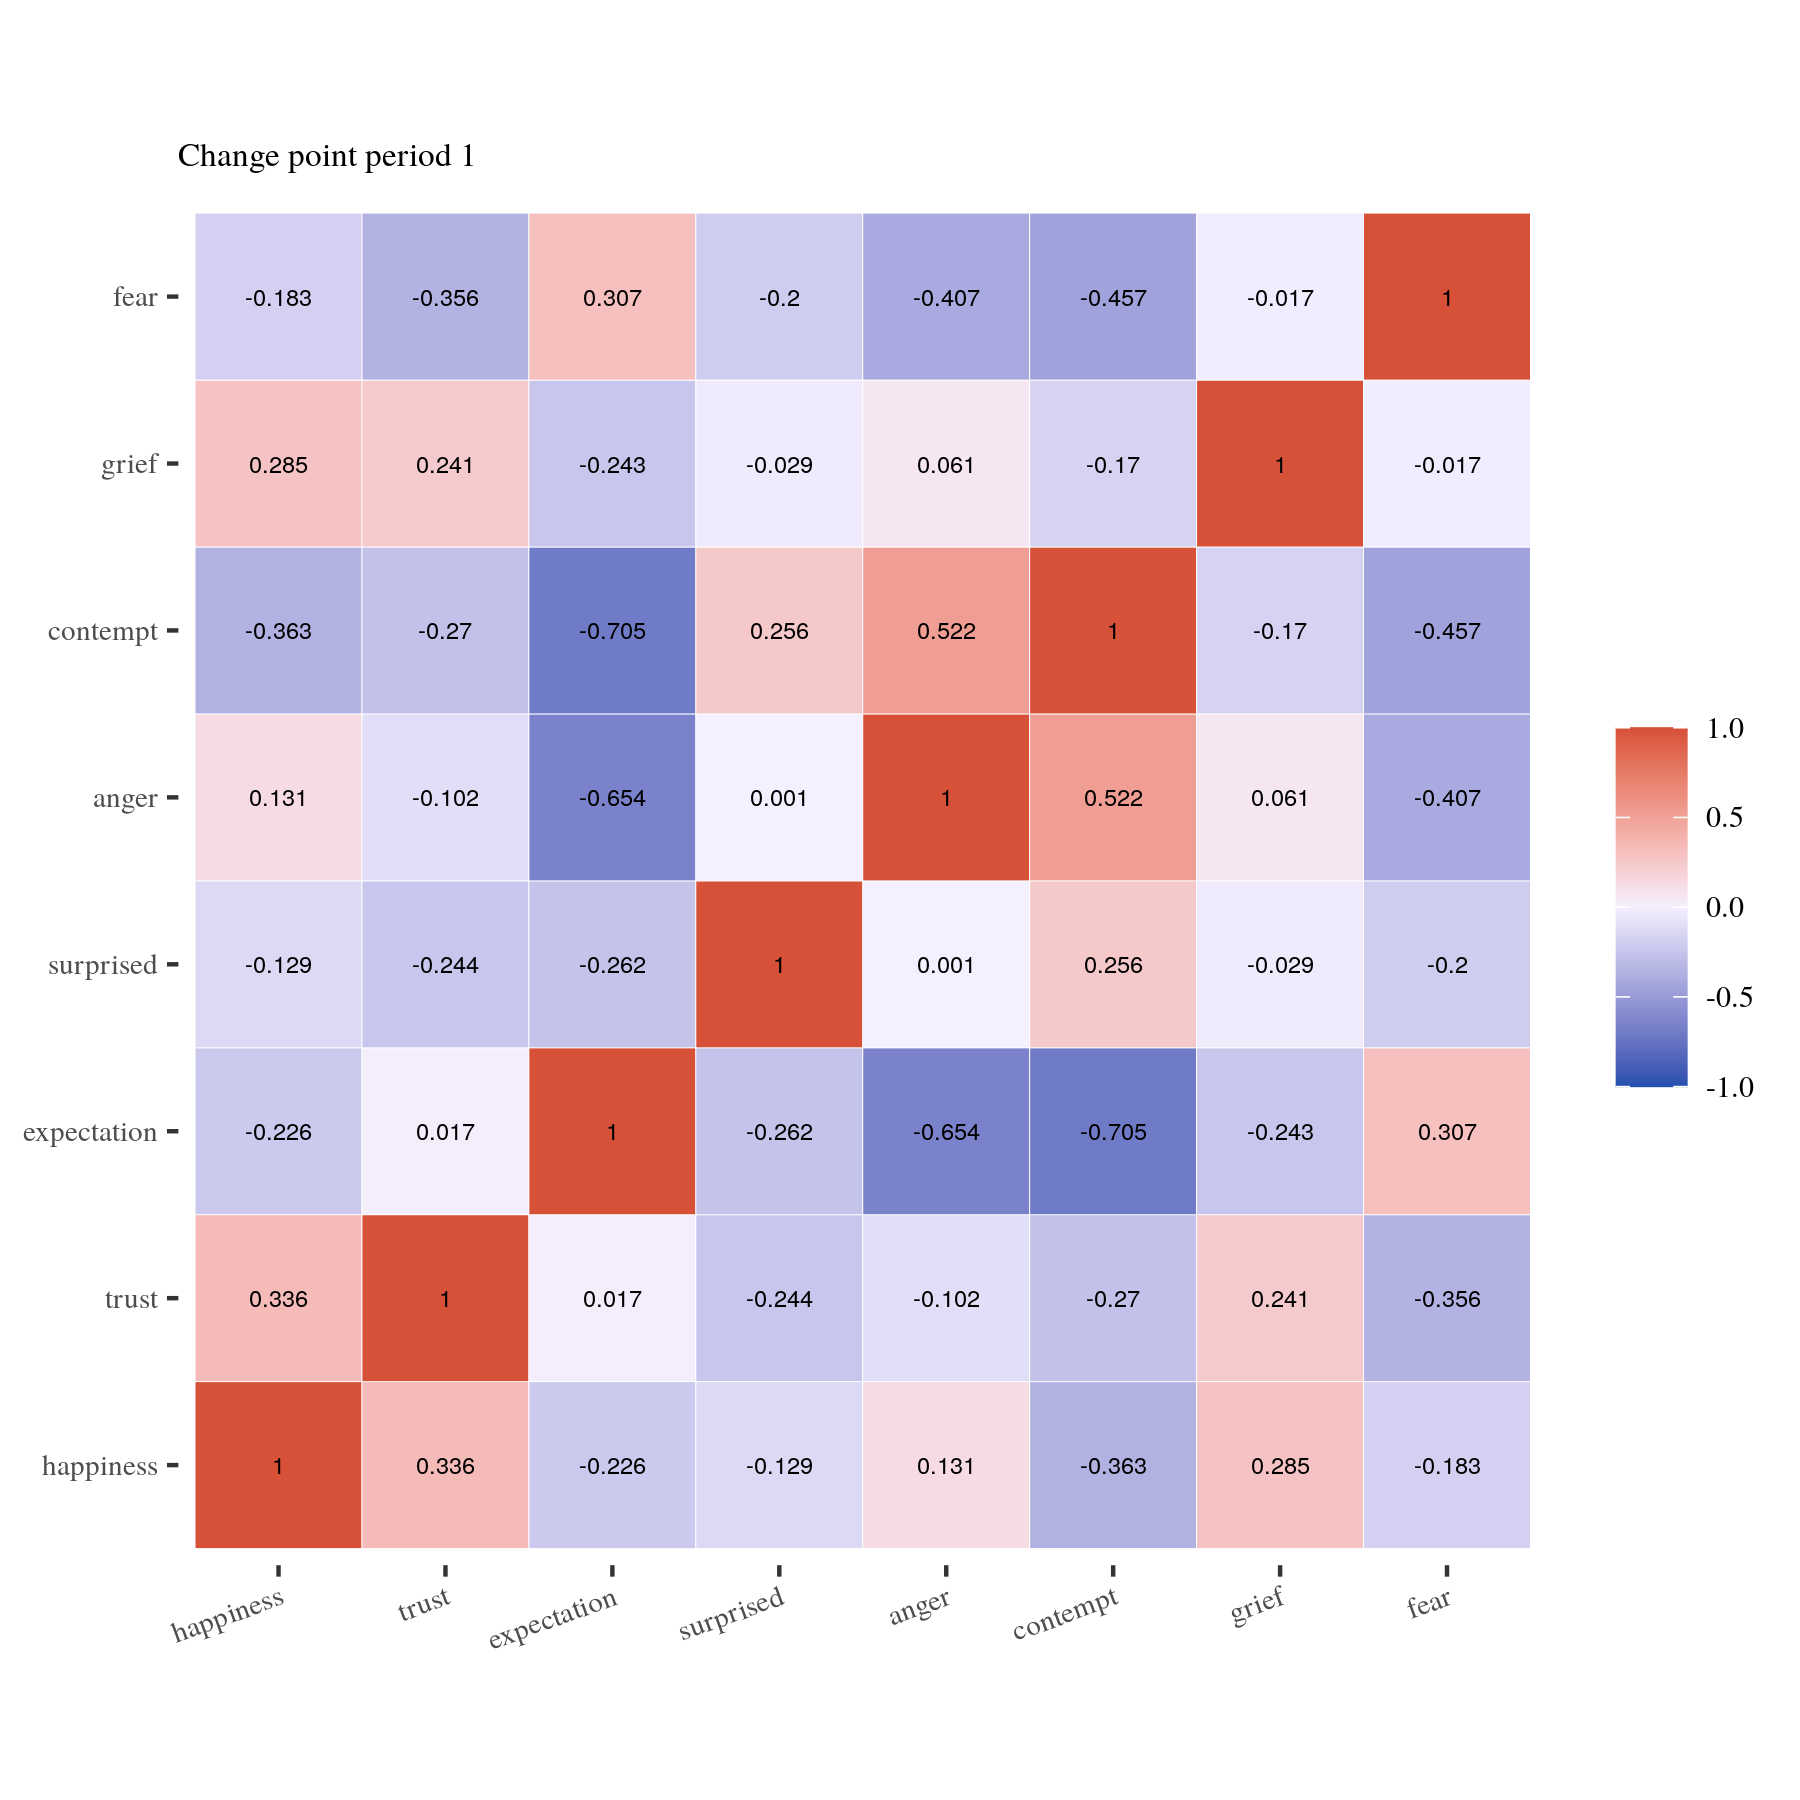 Change point period 1
fear -0.183 -0.356 0.307 -0.2 -0.407 -0.457 -0.017 1
grief 0.285 0.241 -0.243 -0.029 0.061 -0.17 1 -0.017
contempt -0.363 -0.27 -0.705 0.256 0.522 1 -0.17 -0.457
anger 0.131 -0.102 -0.654 0.001 1 0.522 0.061 -0.407
surprised -0.129 -0.244 -0.262 1 0.001 0.256 -0.029 -0.2
expectation -0.226 0.017 1 -0.262 -0.654 -0.705 -0.243 0.307
trust 0.336 1 0.017 -0.244 -0.102 -0.27 0.241 -0.356
happiness 1 0.336 -0.226 -0.129 0.131 -0.363 0.285 -0.183
happiness trust expectation surprised anger contempt grief fear
1.0
0.5
0.0
-0.5
-1.0